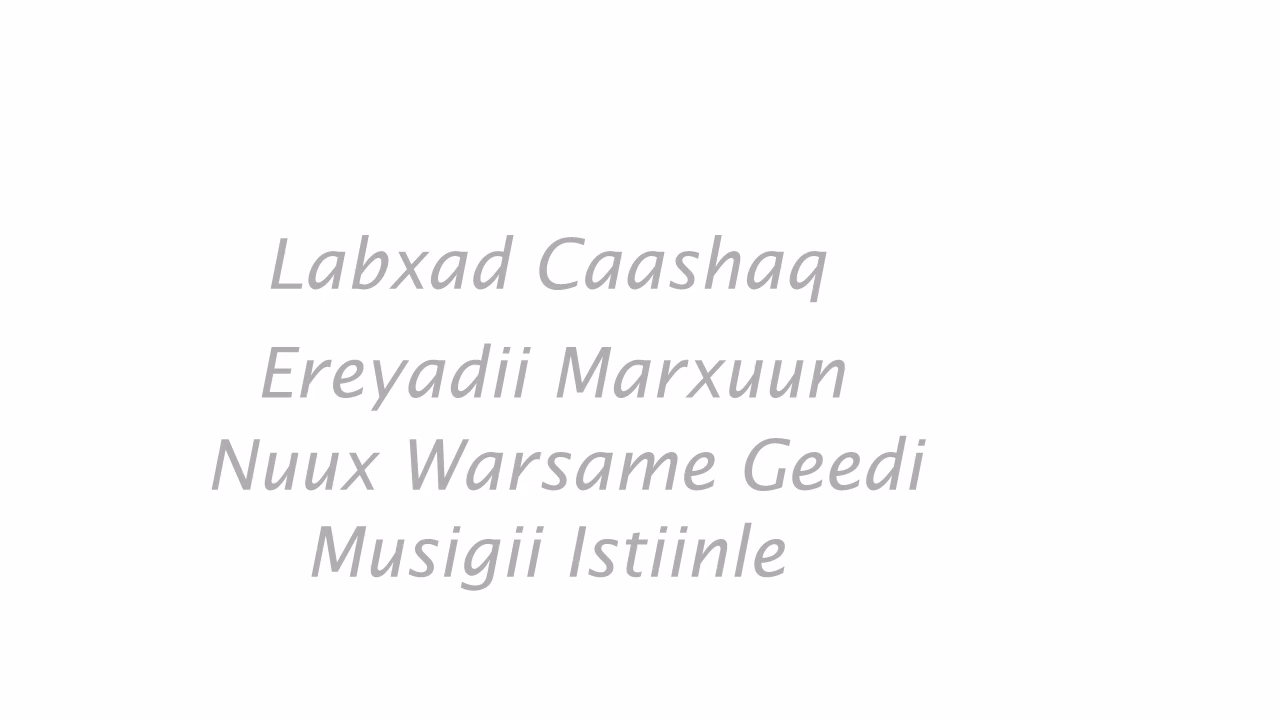 Labxad Caashaq
Ereyadii Marxuun
Nuux Warsame Geedi
Musigii Istiinle